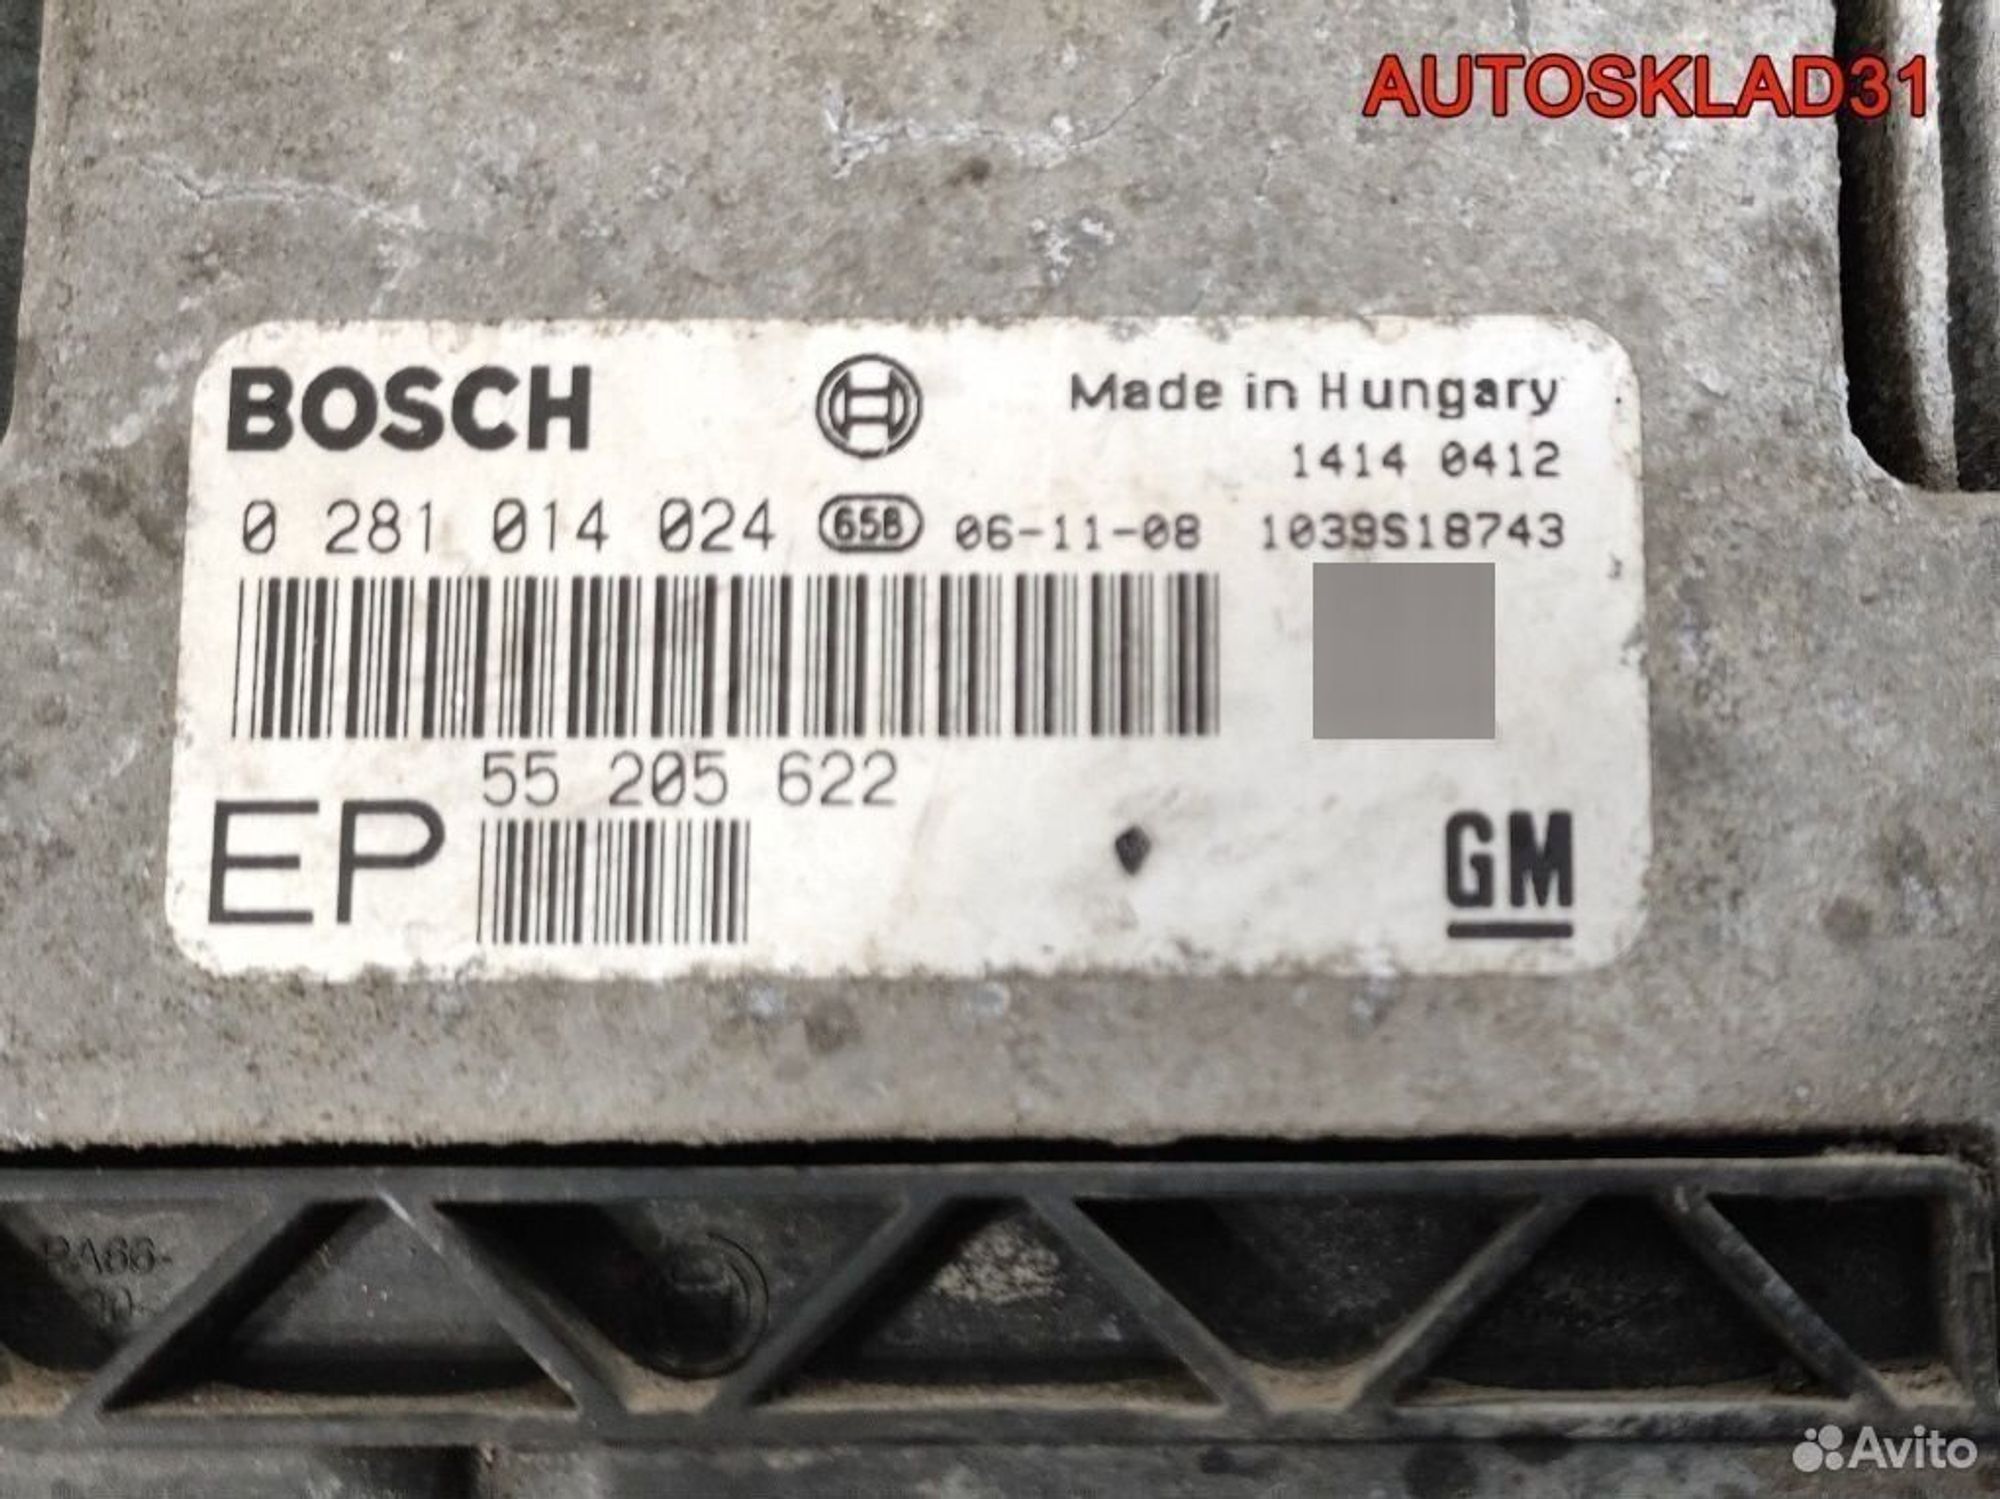 AUTOSKLAD31
BOSCH
Made in Hungary
1414 0412
0 281 014 024 658 06-11-08 1039S18743
55 205 622
EP
GM
PA66-
Avito